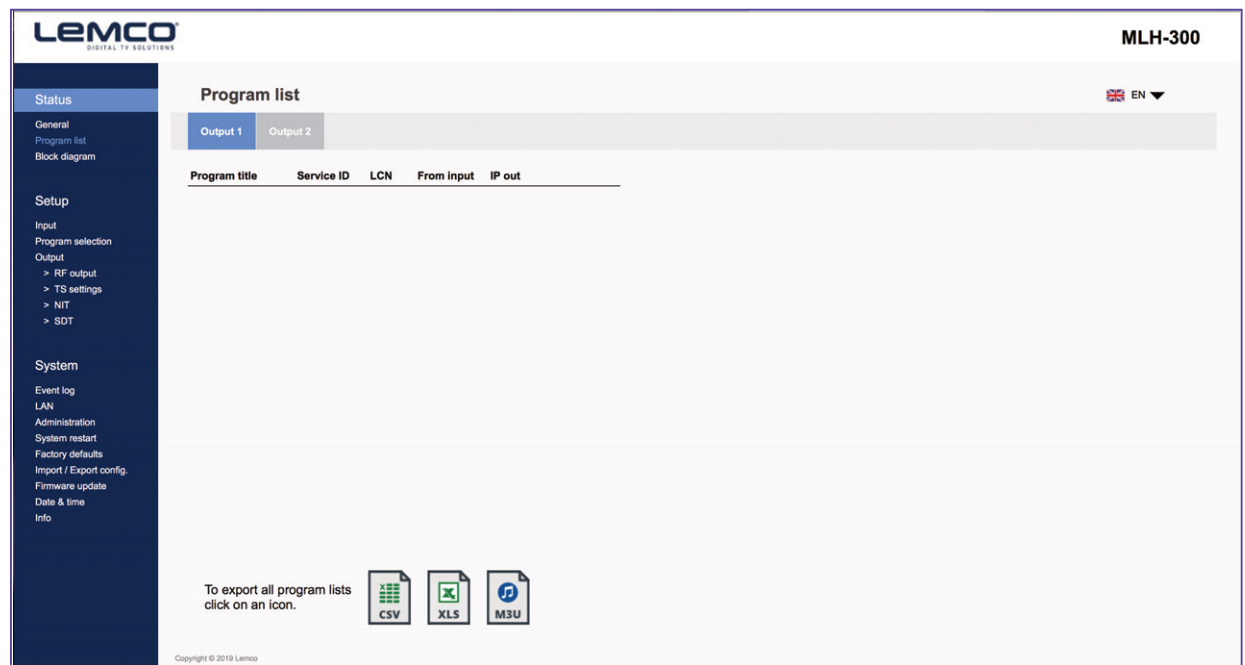 LEMCO
DIGITAL TV SOLUTIONS
MLH-300
Status
General
Program list
Block diagram
Setup
Input
Program selection
Output
> RF output
> TS settings
> NIT
> SDT
System
Event log
LAN
Administration
System restart
Factory defaults
Import / Export config.
Firmware update
Date & time
Info
Program list
EN
Output 1 Output 2
Program title Service ID LCN From input IP out
To export all program lists
click on an icon.
X
CSV XLS M3U
Copyright © 2019 Lemco